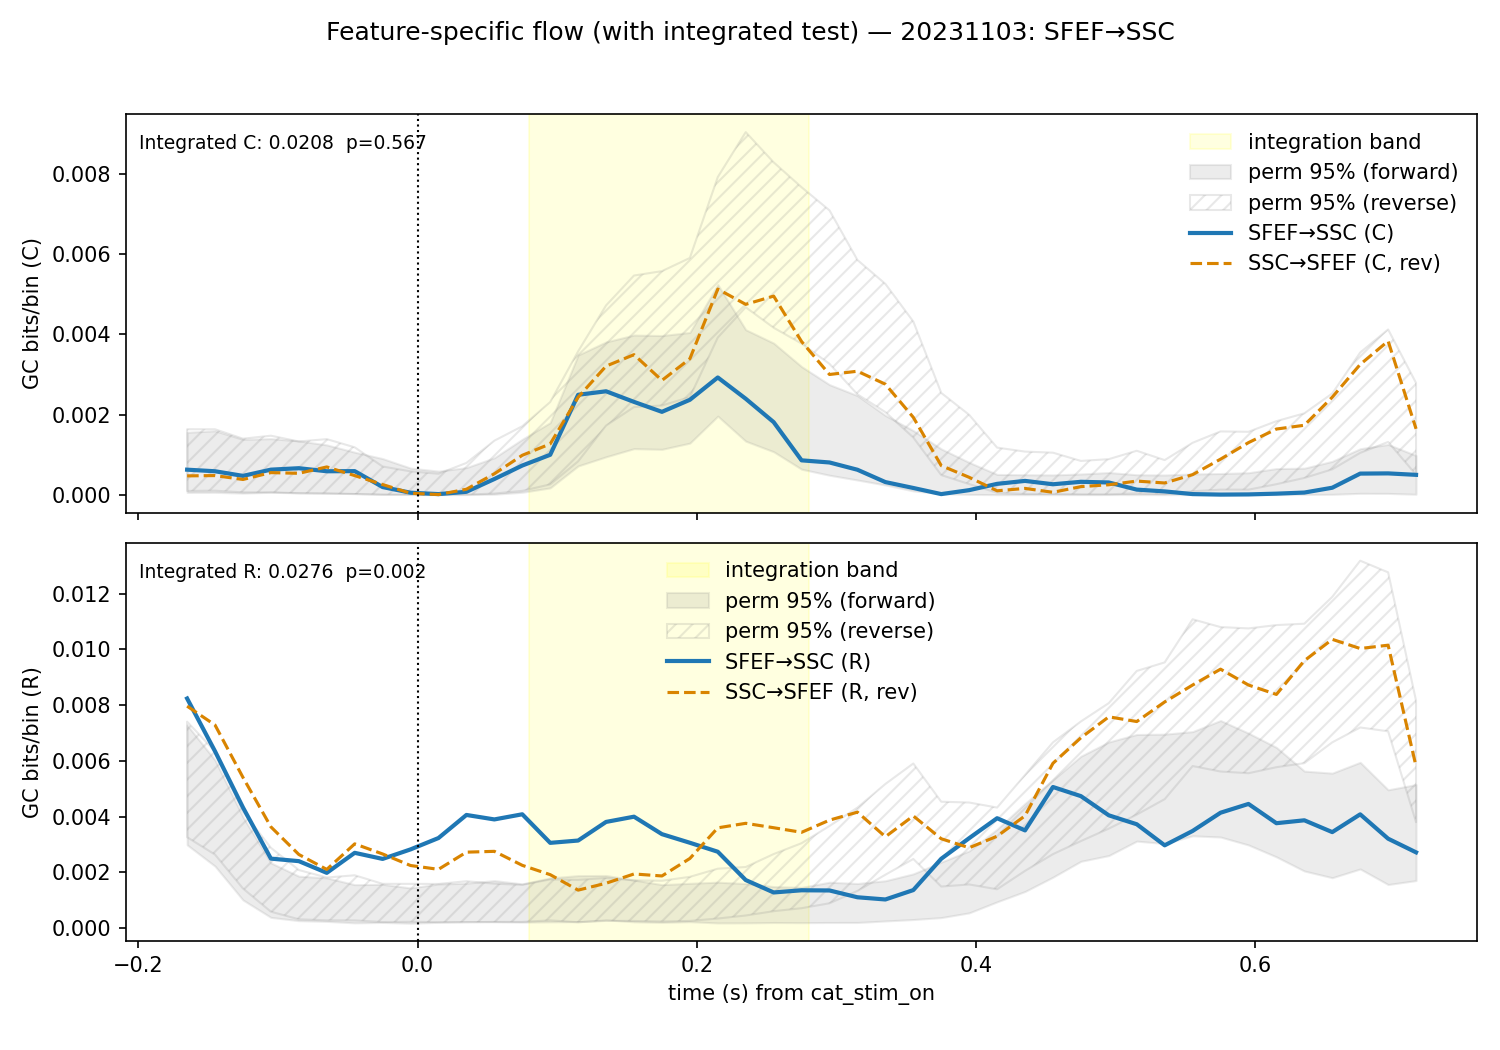 Feature-specific flow (with integrated test) — 20231103: SFEF→SSC
Integrated C: 0.0208  p=0.567
integration band
perm 95% (forward)
perm 95% (reverse)
SFEF→SSC (C)
SSC→SFEF (C, rev)
GC bits/bin (C)
0.008
0.006
0.004
0.002
0.000
Integrated R: 0.0276  p=0.002
integration band
perm 95% (forward)
perm 95% (reverse)
SFEF→SSC (R)
SSC→SFEF (R, rev)
GC bits/bin (R)
0.012
0.010
0.008
0.006
0.004
0.002
0.000
−0.2
0.0
0.2
0.4
0.6
time (s) from cat_stim_on